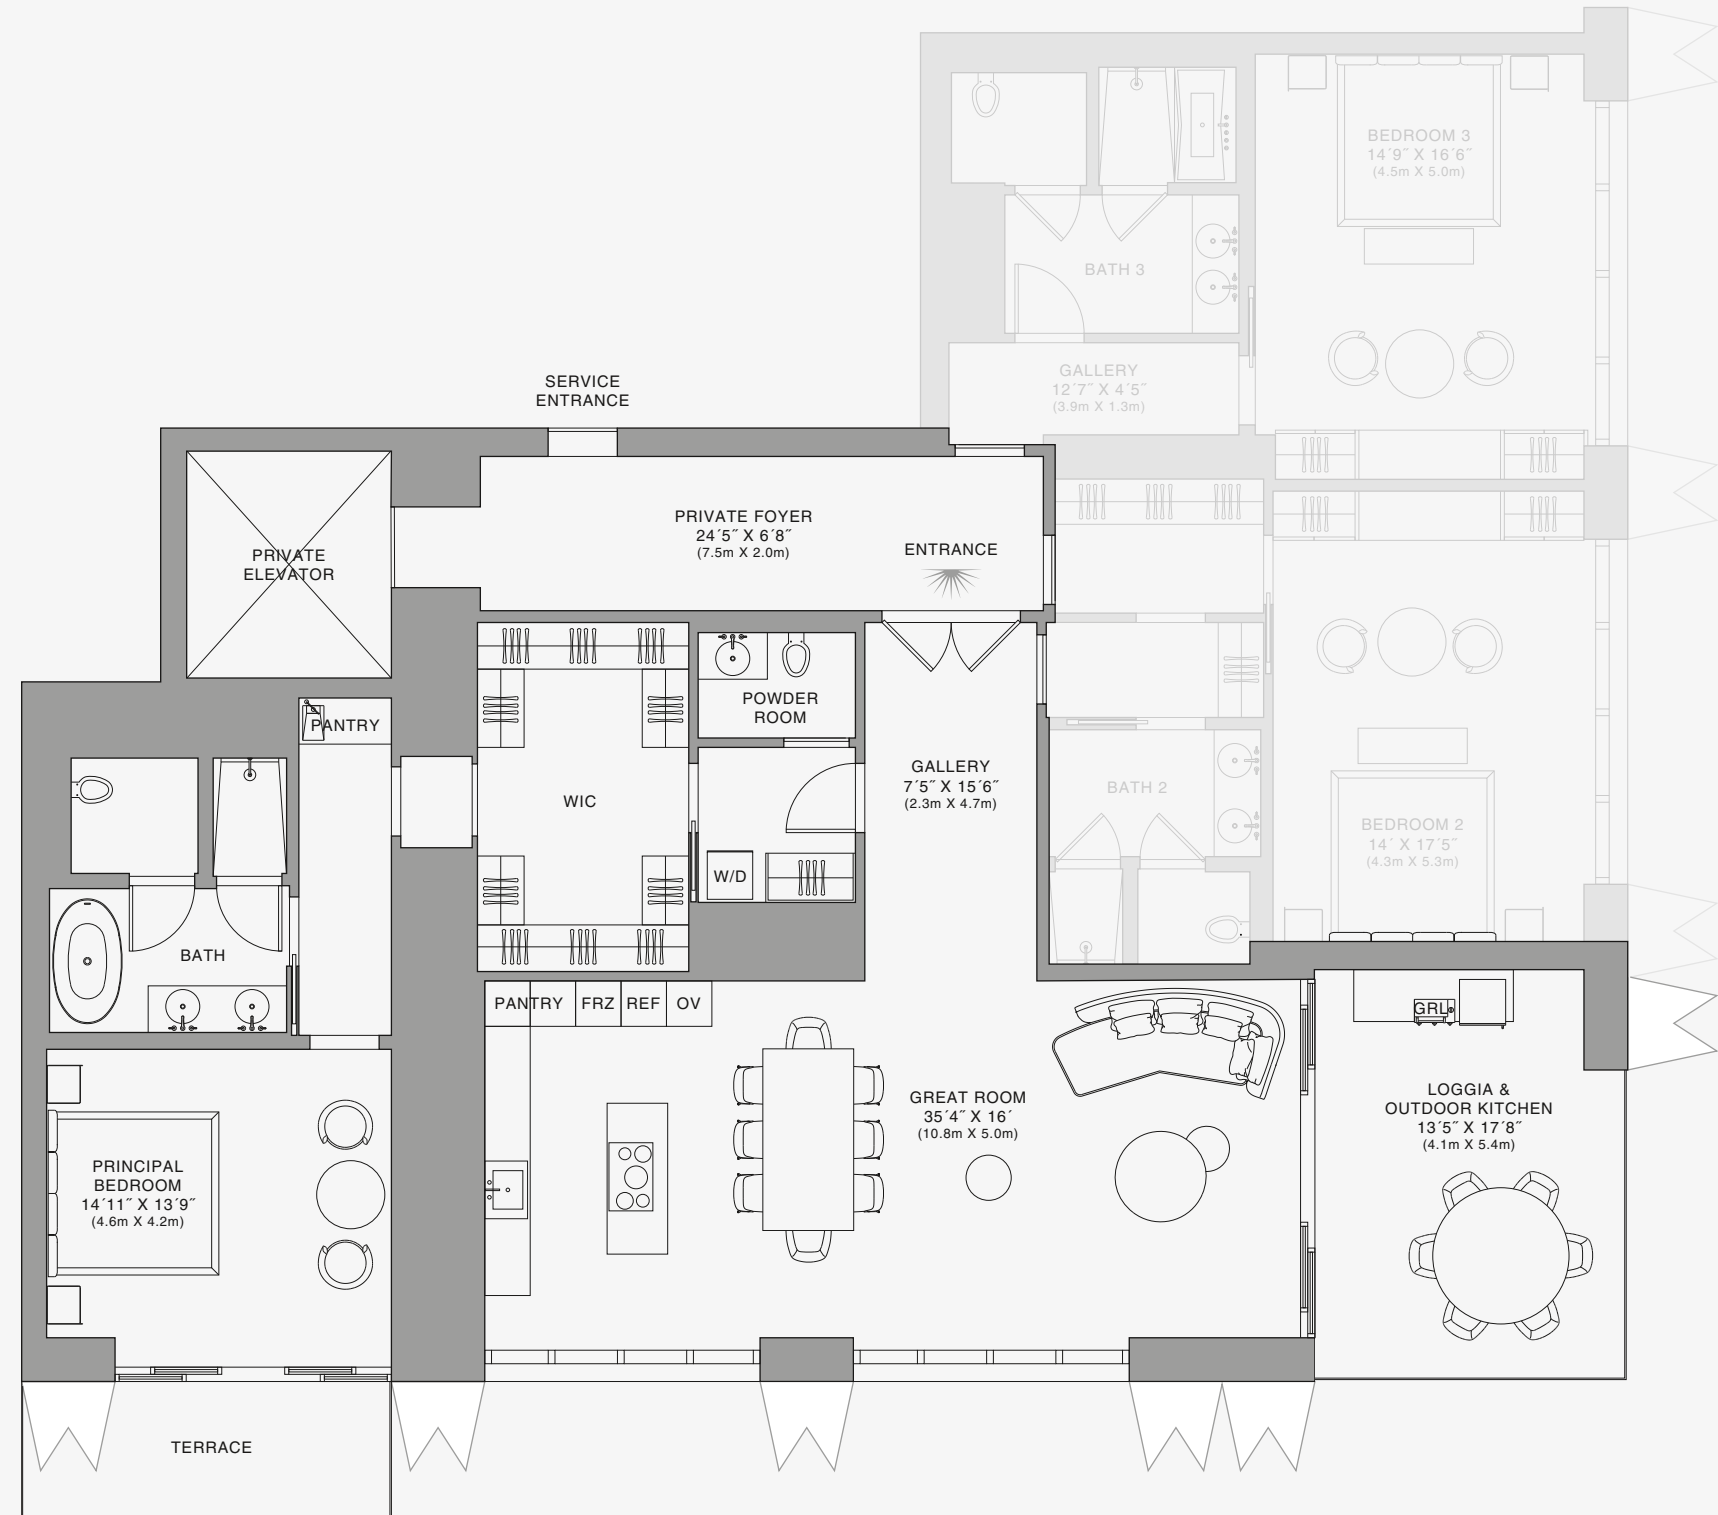 BEDROOM 3
14´9˝ X 16´6˝
(4.5m X 5.0m)
BATH 3
GALLERY
12´7˝ X 4´5˝
(3.9m X 1.3m)
SERVICE
ENTRANCE
PRIVATE FOYER
24´5˝ X 6´8˝
(7.5m X 2.0m)
ENTRANCE
PRIVATE
ELEVATOR
POWDER
ROOM
PANTRY
GALLERY
7´5˝ X 15´6˝
(2.3m X 4.7m)
WIC
BATH 2
BEDROOM 2
14´ X 17´5˝
(4.3m X 5.3m)
W/D
BATH
PANTRY
FRZ
REF
OV
GRL
GREAT ROOM
35´4˝ X 16´
(10.8m X 5.0m)
LOGGIA &
OUTDOOR KITCHEN
13´5˝ X 17´8˝
(4.1m X 5.4m)
PRINCIPAL
BEDROOM
14´11˝ X 13´9˝
(4.6m X 4.2m)
TERRACE